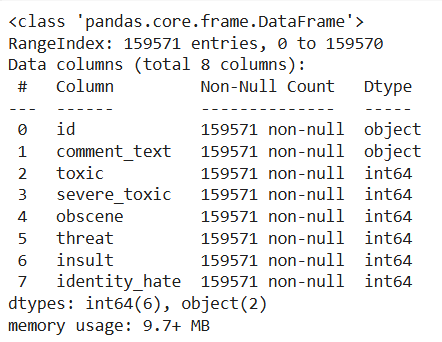 <class 'pandas.core.frame.DataFrame'>
RangeIndex: 159571 entries, 0 to 159570
Data columns (total 8 columns):
 #   Column         Non-Null Count   Dtype
---  ------         --------------   -----
 0   id             159571 non-null  object
 1   comment_text   159571 non-null  object
 2   toxic          159571 non-null  int64
 3   severe_toxic   159571 non-null  int64
 4   obscene        159571 non-null  int64
 5   threat         159571 non-null  int64
 6   insult         159571 non-null  int64
 7   identity_hate  159571 non-null  int64
dtypes: int64(6), object(2)
memory usage: 9.7+ MB